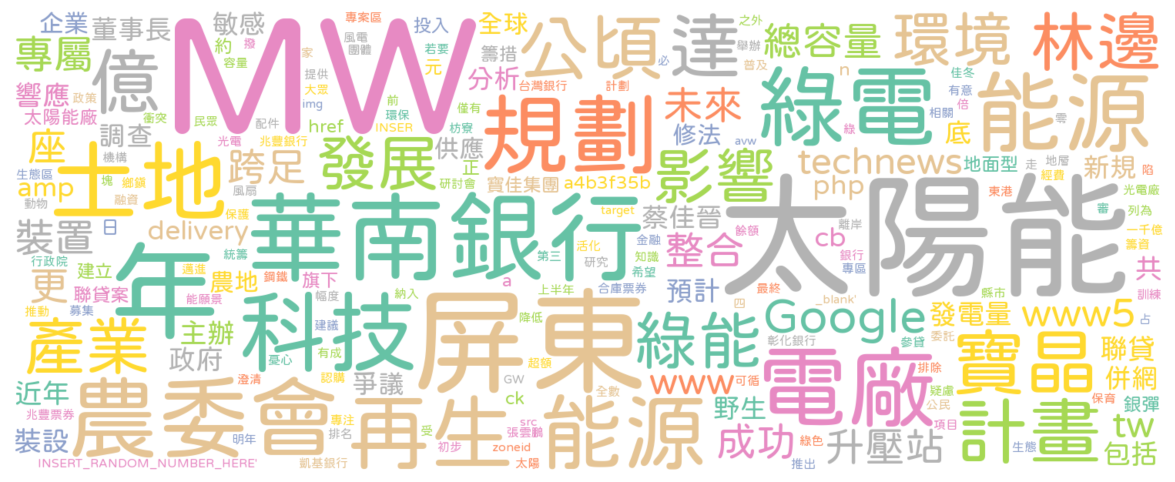 企業
董事長
敏感
專案區
投入
全球
之外
環境
林邊
專屬
億
MW
風電
團體
約
容量
撥
家
若要
元
籌措
公頃
達
舉辦
總容量
響應
政策
太陽能廠
衝突
民眾
提供
大眾
img
前
環保
分析
僅有
台灣銀行
計劃
必
普及
綠電
n
佳冬
有意
倍
能源
調查
機構
光電
配件
兆豐銀行
href
INSER
枋寮
規劃
未來
修法
avw
綠
相關
底
零
座
土地
跨足
發展
供應
正
研討會
影響
technews
地面型
地層
走
經費
新規
陷
生態區
塊
鄉鎮
融資
amp
動物
風扇
保護
寶佳集團
a4b3f35b
php
東港
光電廠
審
列為
裝置
日
delivery
華南銀行
target
蔡佳晉
餘額
離岸
太陽能
一千億
籌資
行政院
建立
統籌
邁進
年
第三
活化
研究
金融
知識
希望
整合
cb
銀行
專區
共
訓練
更
聯貸案
農地
鋼鐵
旗下
a
上半年
合庫票券
預計
最終
_blank'
縣市
占
推動
募集
能願景
幅度
納入
科技
屏東
降低
綠能
四
Google
發電量
www5
產業
主辦
建議
有成
憂心
超額
彰化銀行
參貸
委託
寶晶
聯貸
政府
近年
澄清
認購
爭議
GW
ck
全數
www
可循
電廠
排除
疑慮
公民
併網
保育
銀彈
兆豐票券
農委會
專注
排名
受
再生能源
src
張雲鵬
野生
項目
計畫
tw
裝設
明年
凱基銀行
初步
zoneid
太陽
成功
綠色
推出
升壓站
生態
包括
INSERT_RANDOM_NUMBER_HERE'